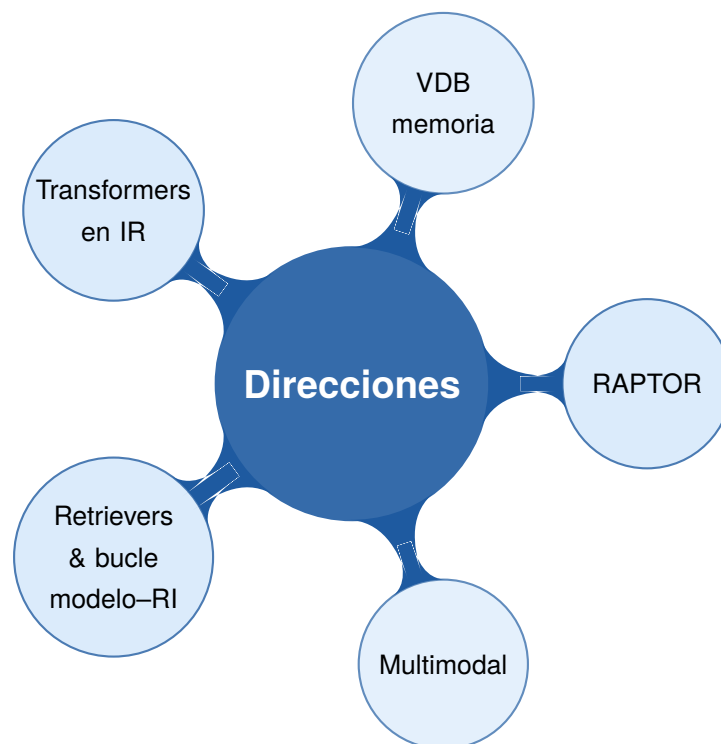 VDB
memoria
Transformers
en IR
Direcciones
RAPTOR
Retrievers
& bucle
modelo–RI
Multimodal